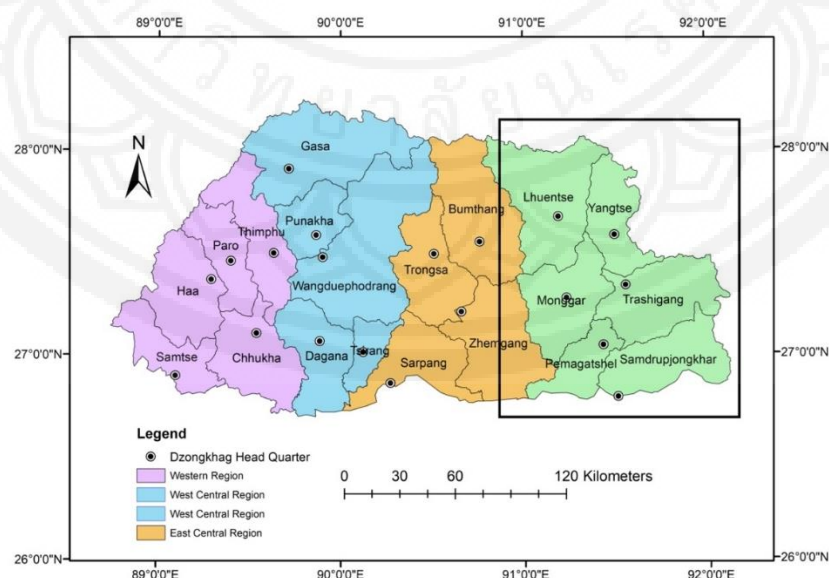 89°0'0"E 90°0'0"E 91°0'0"E 92°0'0"E
28°0'0"N 28°0'0"N
N
Gasa
Lhuentse
Yangtse
Bumthang
Punakha
Thimphu
Paro
Trongsa
Haa
Wangduephodrang
Monggar
Trashigang
27°0'0"N 27°0'0"N
Samtse
Chhukha
Dagana
Tsirang
Sarpang
Zhemgang
Pemagatshel
Samdrupjongkhar
Legend
Dzongkhag Head Quarter
Western Region
West Central Region
West Central Region
East Central Region
0 30 60 120 Kilometers
26°0'0"N 26°0'0"N
89°0'0"E 90°0'0"E 91°0'0"E 92°0'0"E